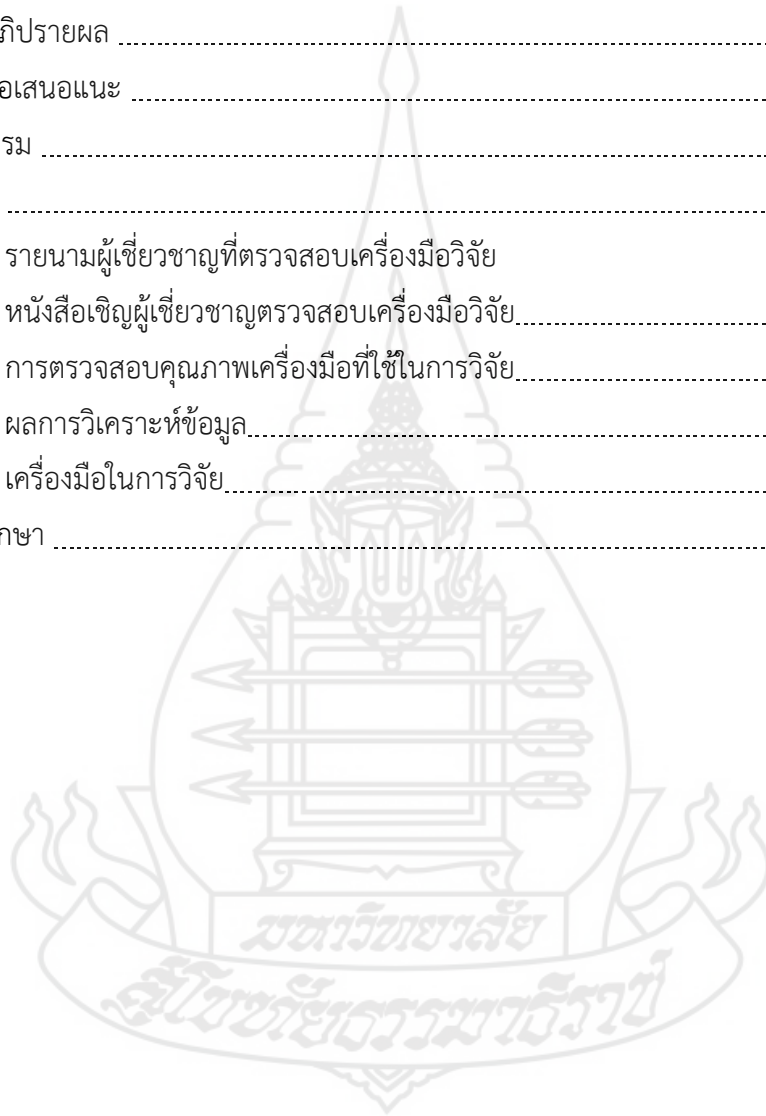 ภิปรายผล
อเสนอแนะ
รม
รายนามผู้เชี่ยวชาญที่ตรวจสอบเครื่องมือวิจัย
หนังสือเชิญผู้เชี่ยวชาญตรวจสอบเครื่องมือวิจัย
การตรวจสอบคุณภาพเครื่องมือที่ใช้ในการวิจัย
ผลการวิเคราะห์ข้อมูล
เครื่องมือในการวิจัย
กษา
มหาวิทยาลัย
สุโขทัยธรรมาธิราช